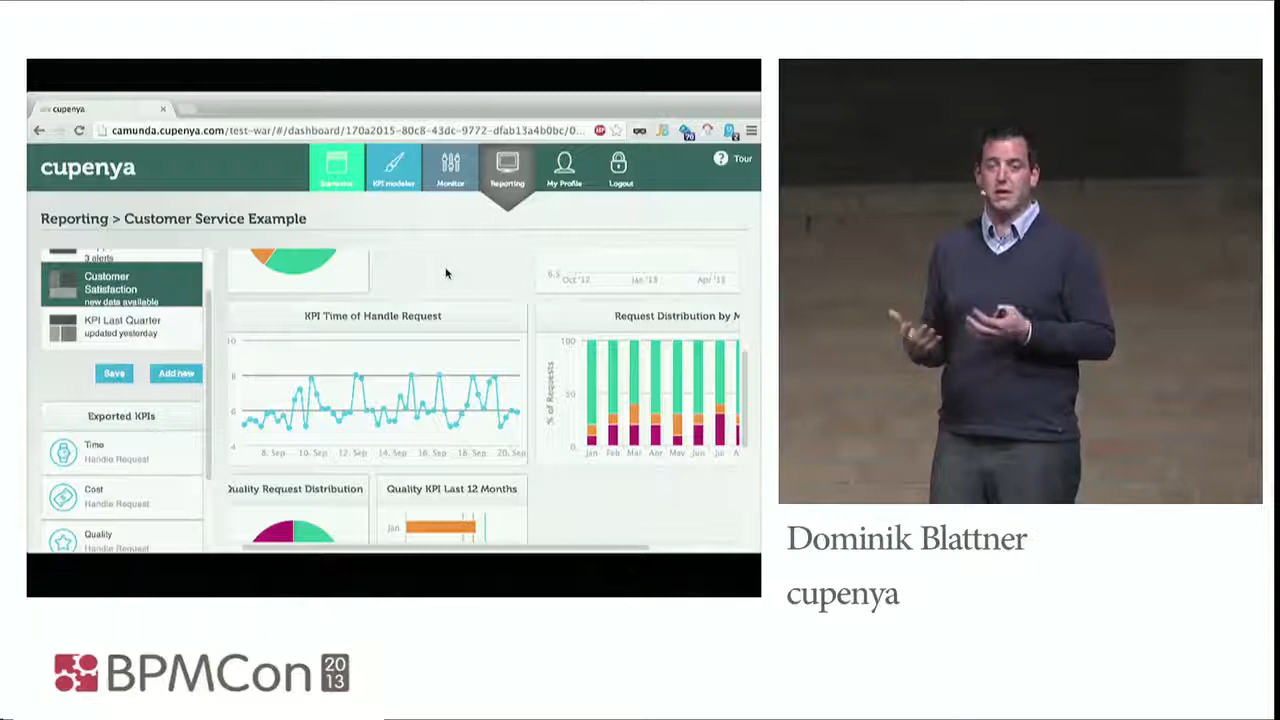 cupenya
camunda.cupenya.com/test-war/#/dashboard/170a2015-80c8-43dc-9772-dfab13a4b0bc/0...
cupenya
KPI modeler
Monitor
Reporting
My Profile
Logout
? Tour
Reporting > Customer Service Example
3 alerts
Customer
Satisfaction
new data available
KPI Last Quarter
updated yesterday
Save
Add new
Exported KPIs
Time
Handle Request
Cost
Handle Request
Quality
Handle Request
6.5
Oct '12
Jan '13
Apr '13
KPI Time of Handle Request
10
8
6
4
8. Sep
10. Sep
12. Sep
14. Sep
16. Sep
18. Sep
20. Sep
Request Distribution by M
% of Requests
100
50
0
Jan
Feb
Mar
Apr
May
Jun
Jul
A
Quality Request Distribution
Quality KPI Last 12 Months
Jan
Dominik Blattner
cupenya
BPMCon 20
13